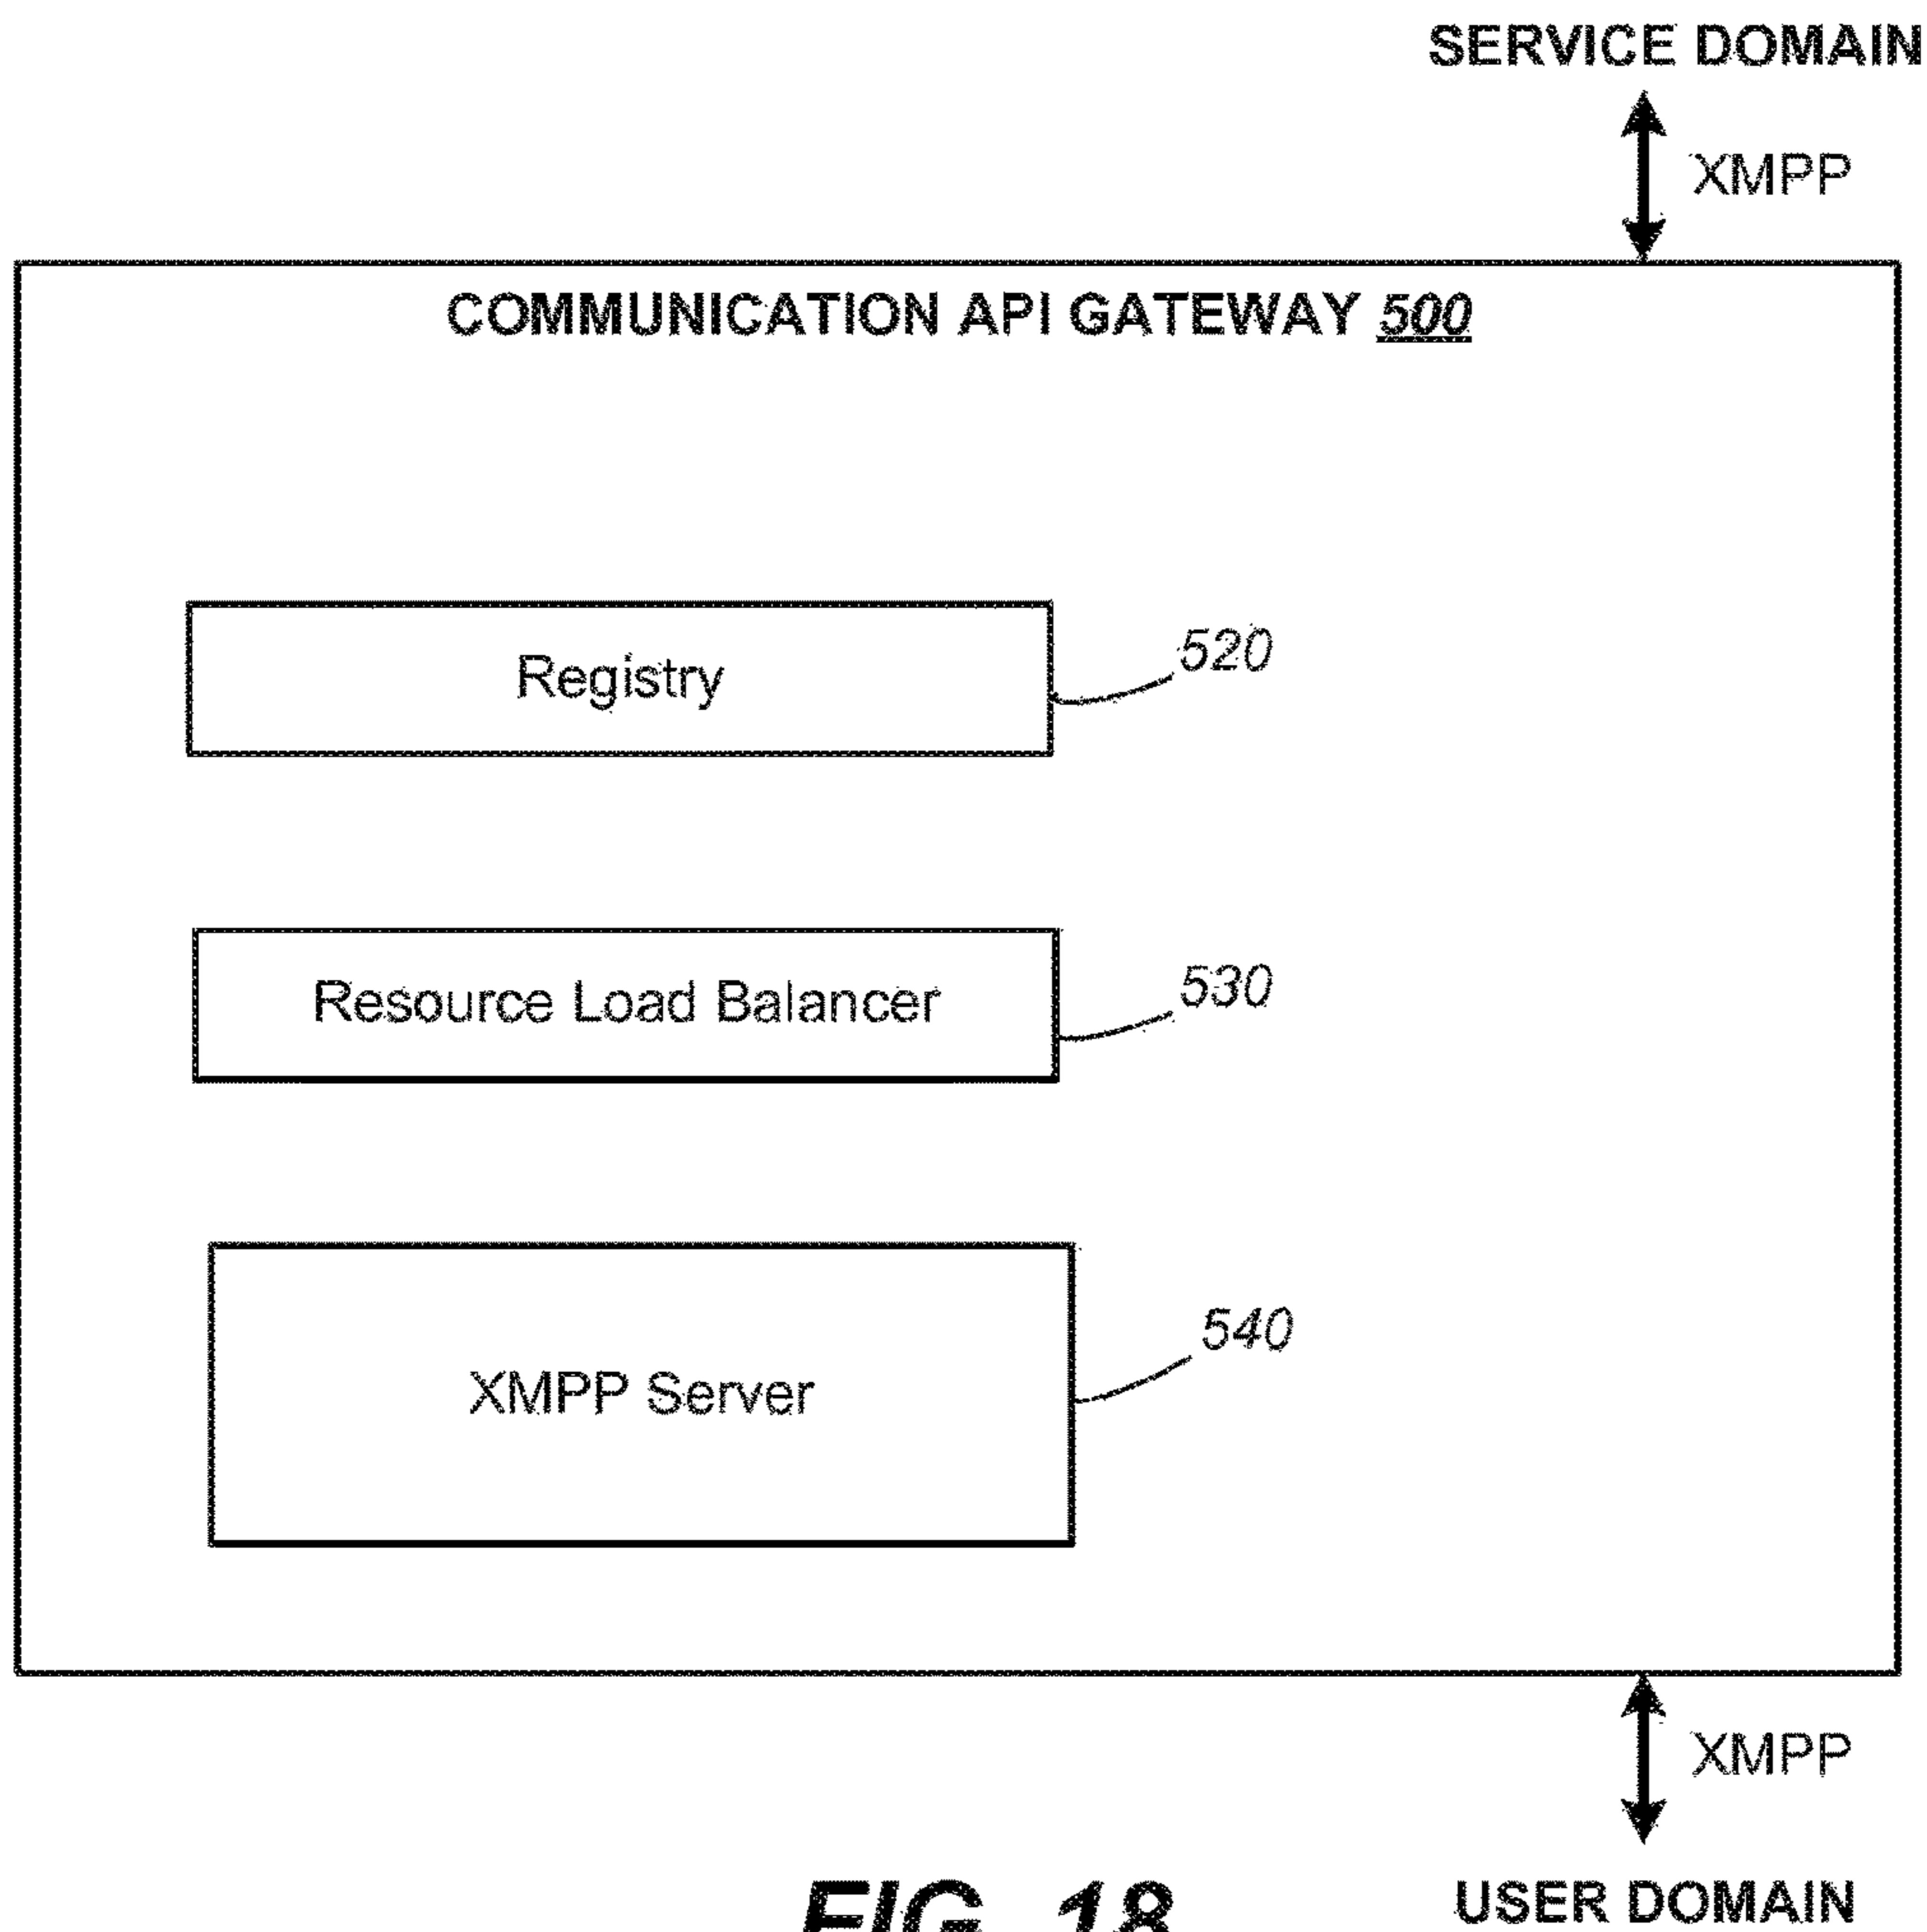 SERVICE DOMAIN
XMPP
COMMUNICATION API GATEWAY 500
Registry
520
Resource Load Balancer
530
XMPP Server
540
XMPP
FIG. 18
USER DOMAIN